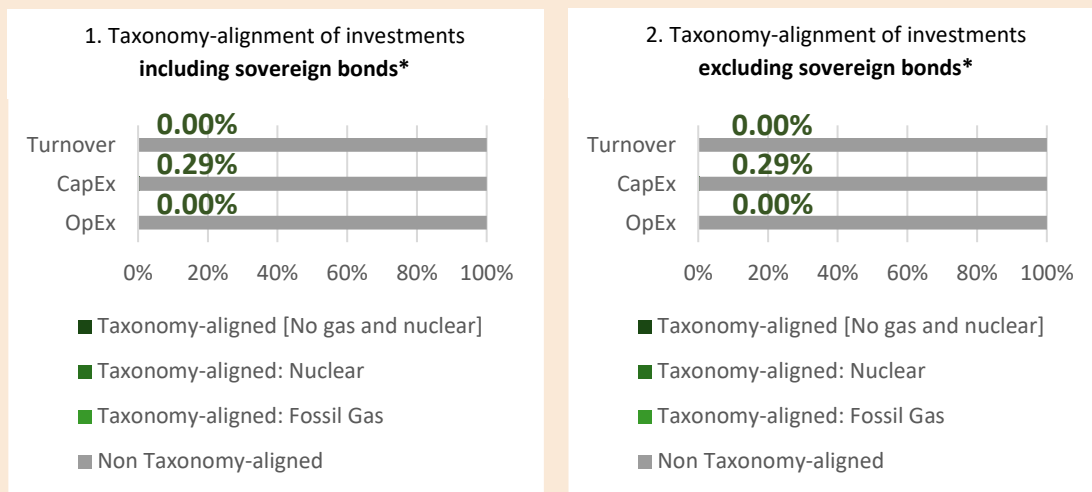 1. Taxonomy-alignment of investments
including sovereign bonds*
0.00%
Turnover
0.29%
CapEx
0.00%
OpEx
0% 20% 40% 60% 80% 100%
Taxonomy-aligned [No gas and nuclear]
Taxonomy-aligned: Nuclear
Taxonomy-aligned: Fossil Gas
Non Taxonomy-aligned
2. Taxonomy-alignment of investments
excluding sovereign bonds*
0.00%
Turnover
0.29%
CapEx
0.00%
OpEx
0% 20% 40% 60% 80% 100%
Taxonomy-aligned [No gas and nuclear]
Taxonomy-aligned: Nuclear
Taxonomy-aligned: Fossil Gas
Non Taxonomy-aligned